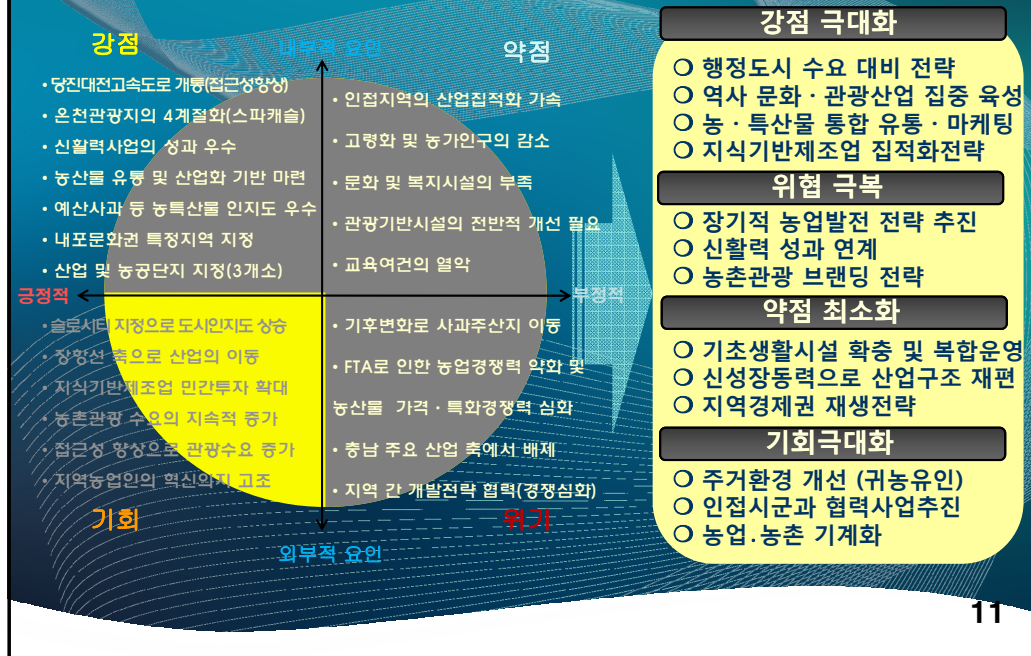 강점
내부적 요인
약점
• 당진대전고속도로 개통(접근성향상)
• 온천관광지의 4계절화(스파캐슬)
• 신활력사업의 성과 우수
• 농산물 유통 및 산업화 기반 마련
• 예산사과 등 농특산물 인지도 우수
• 내포문화권 특정지역 지정
• 산업 및 농공단지 지정(3개소)
• 인접지역의 산업집적화 가속
• 고령화 및 농가인구의 감소
• 문화 및 복지시설의 부족
• 관광기반시설의 전반적 개선 필요
• 교육여건의 열악
긍정적
부정적
• 슬로시티 지정으로 도시인지도 상승
• 장항선 축으로 산업의 이동
• 지식기반제조업 민간투자 확대
• 농촌관광 수요의 지속적 증가
• 접근성 향상으로 관광수요 증가
• 지역농업인의 혁신의지 고조
• 기후변화로 사과주산지 이동
• FTA로 인한 농업경쟁력 약화 및
농산물 가격 · 특화경쟁력 심화
• 충남 주요 산업 축에서 배제
• 지역 간 개발전략 협력(경쟁심화)
기회
위기
외부적 요인
강점 극대화
❍ 행정도시 수요 대비 전략
❍ 역사 문화 · 관광산업 집중 육성
❍ 농 · 특산물 통합 유통 · 마케팅
❍ 지식기반제조업 집적화전략
위협 극복
❍ 장기적 농업발전 전략 추진
❍ 신활력 성과 연계
❍ 농촌관광 브랜딩 전략
약점 최소화
❍ 기초생활시설 확충 및 복합운영
❍ 신성장동력으로 산업구조 재편
❍ 지역경제권 재생전략
기회극대화
❍ 주거환경 개선 (귀농유인)
❍ 인접시군과 협력사업추진
❍ 농업.농촌 기계화
11